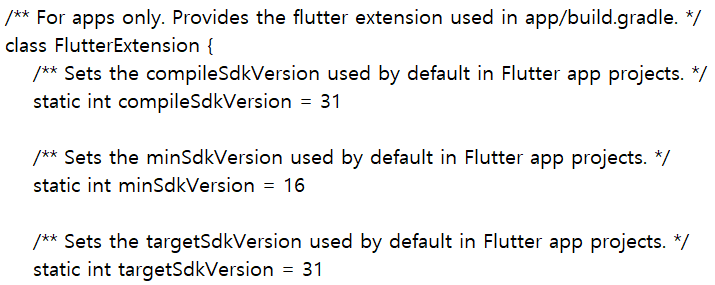 /** For apps only. Provides the flutter extension used in app/build.gradle. */
class FlutterExtension {
/** Sets the compileSdkVersion used by default in Flutter app projects. */
static int compileSdkVersion = 31
/** Sets the minSdkVersion used by default in Flutter app projects. */
static int minSdkVersion = 16
/** Sets the targetSdkVersion used by default in Flutter app projects. */
static int targetSdkVersion = 31